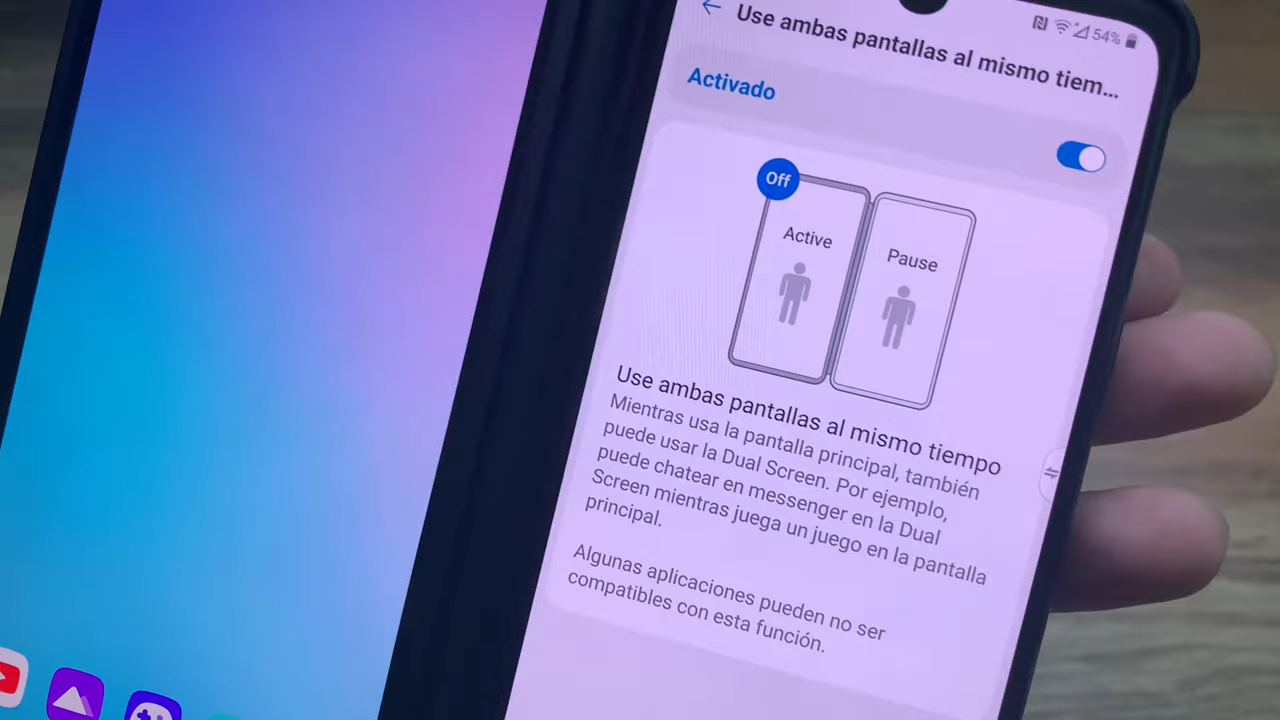 54%
Use ambas pantallas al mismo tiem...
Activado
Off
Active
Pause
Use ambas pantallas al mismo tiempo
Mientras usa la pantalla principal, también
puede usar la Dual Screen. Por ejemplo,
puede chatear en messenger en la Dual
Screen mientras juega un juego en la pantalla
principal.
Algunas aplicaciones pueden no ser
compatibles con esta función.